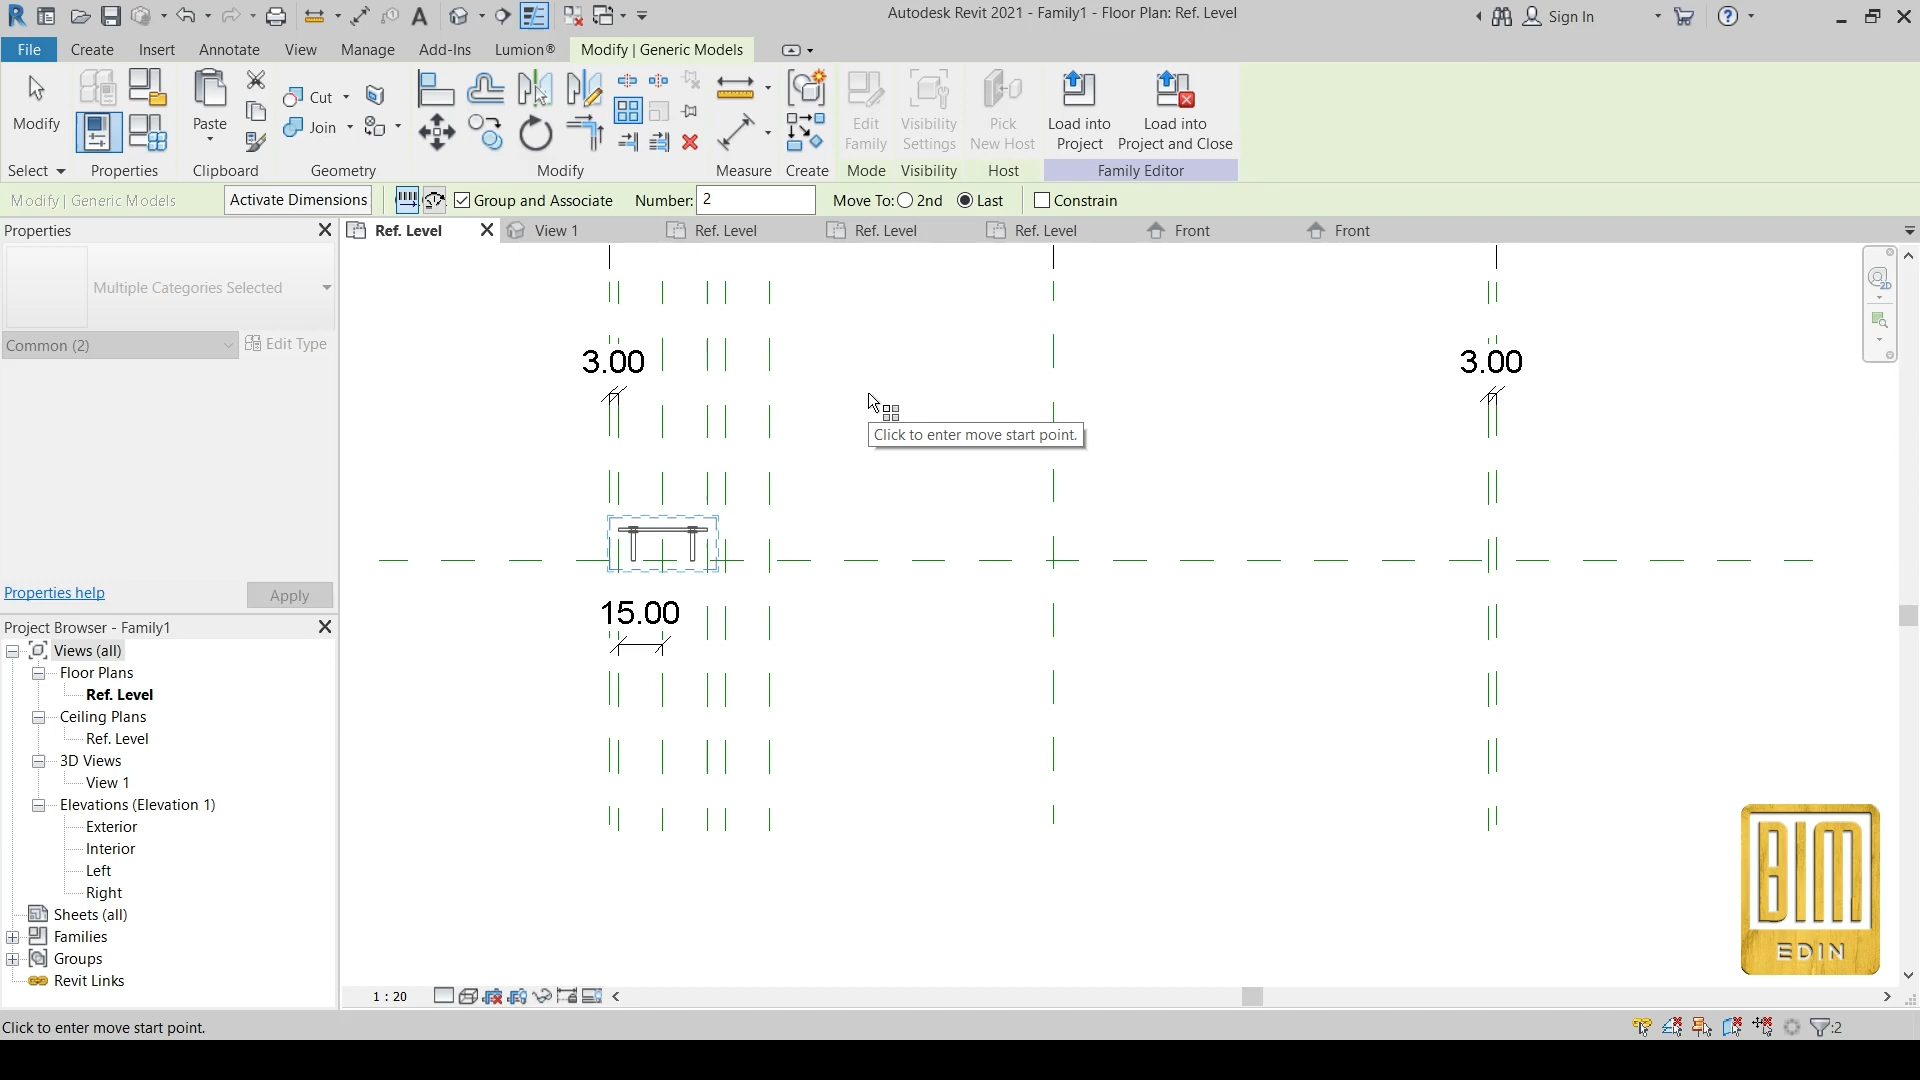 Autodesk Revit 2021 - Family1 - Floor Plan: Ref. Level
Sign In
File Create Insert Annotate View Manage Add-Ins Lumion® Modify | Generic Models
Modify
Paste
Cut
Join
Edit Family
Visibility Settings
Pick New Host
Load into Project
Load into Project and Close
Select Properties Clipboard Geometry Modify Measure Create Mode Visibility Host Family Editor
Modify | Generic Models Activate Dimensions Group and Associate Number: 2 Move To: 2nd Last Constrain
Properties
Ref. Level View 1 Ref. Level Ref. Level Ref. Level Front Front
Multiple Categories Selected
Common (2) Edit Type
3.00 3.00
Click to enter move start point.
15.00
Properties help Apply
Project Browser - Family1
Views (all)
Floor Plans
Ref. Level
Ceiling Plans
Ref. Level
3D Views
View 1
Elevations (Elevation 1)
Exterior
Interior
Left
Right
Sheets (all)
Families
Groups
Revit Links
BIM
EDIN
1 : 20
Click to enter move start point.
:2